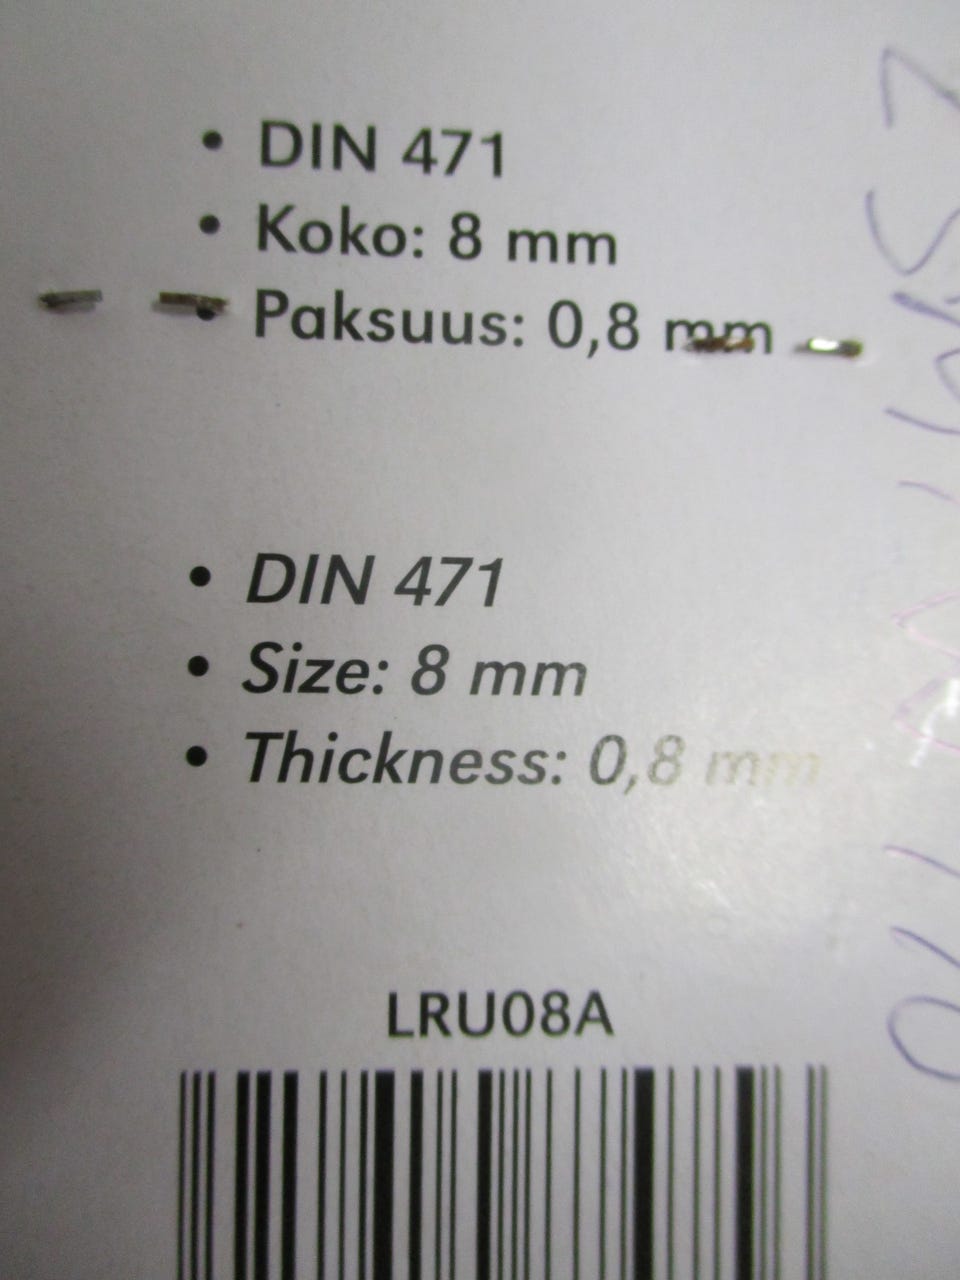 • DIN 471
• Koko: 8 mm
• Paksuus: 0,8 mm
• DIN 471
• Size: 8 mm
• Thickness: 0,8 mm
LRU08A